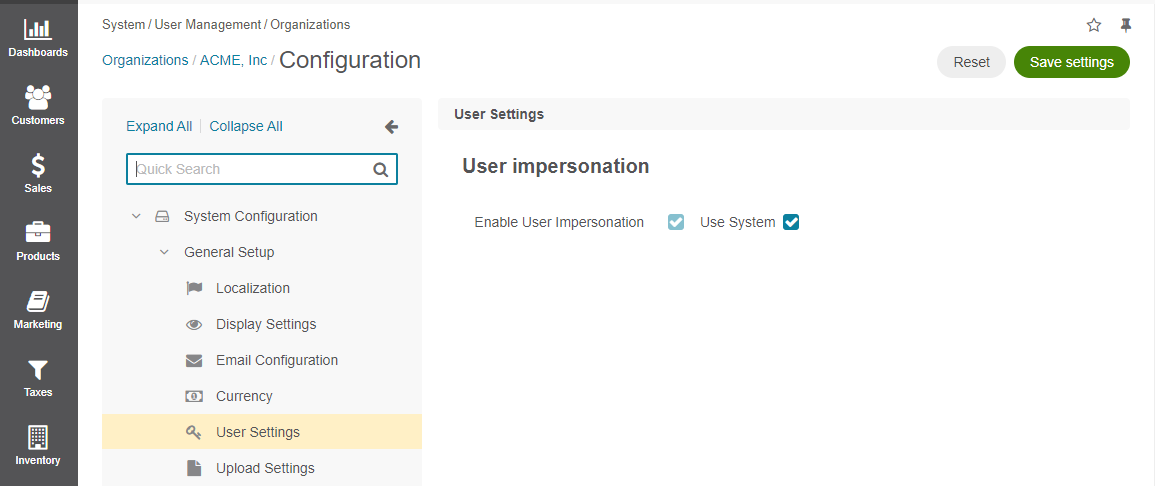 Dashboards
Customers
Sales
Products
Marketing
Taxes
Inventory
System / User Management / Organizations
Organizations / ACME, Inc / Configuration
Reset
Save settings
Expand All
Collapse All
Quick Search
System Configuration
General Setup
Localization
Display Settings
Email Configuration
Currency
User Settings
Upload Settings
User Settings
User impersonation
Enable User Impersonation
Use System